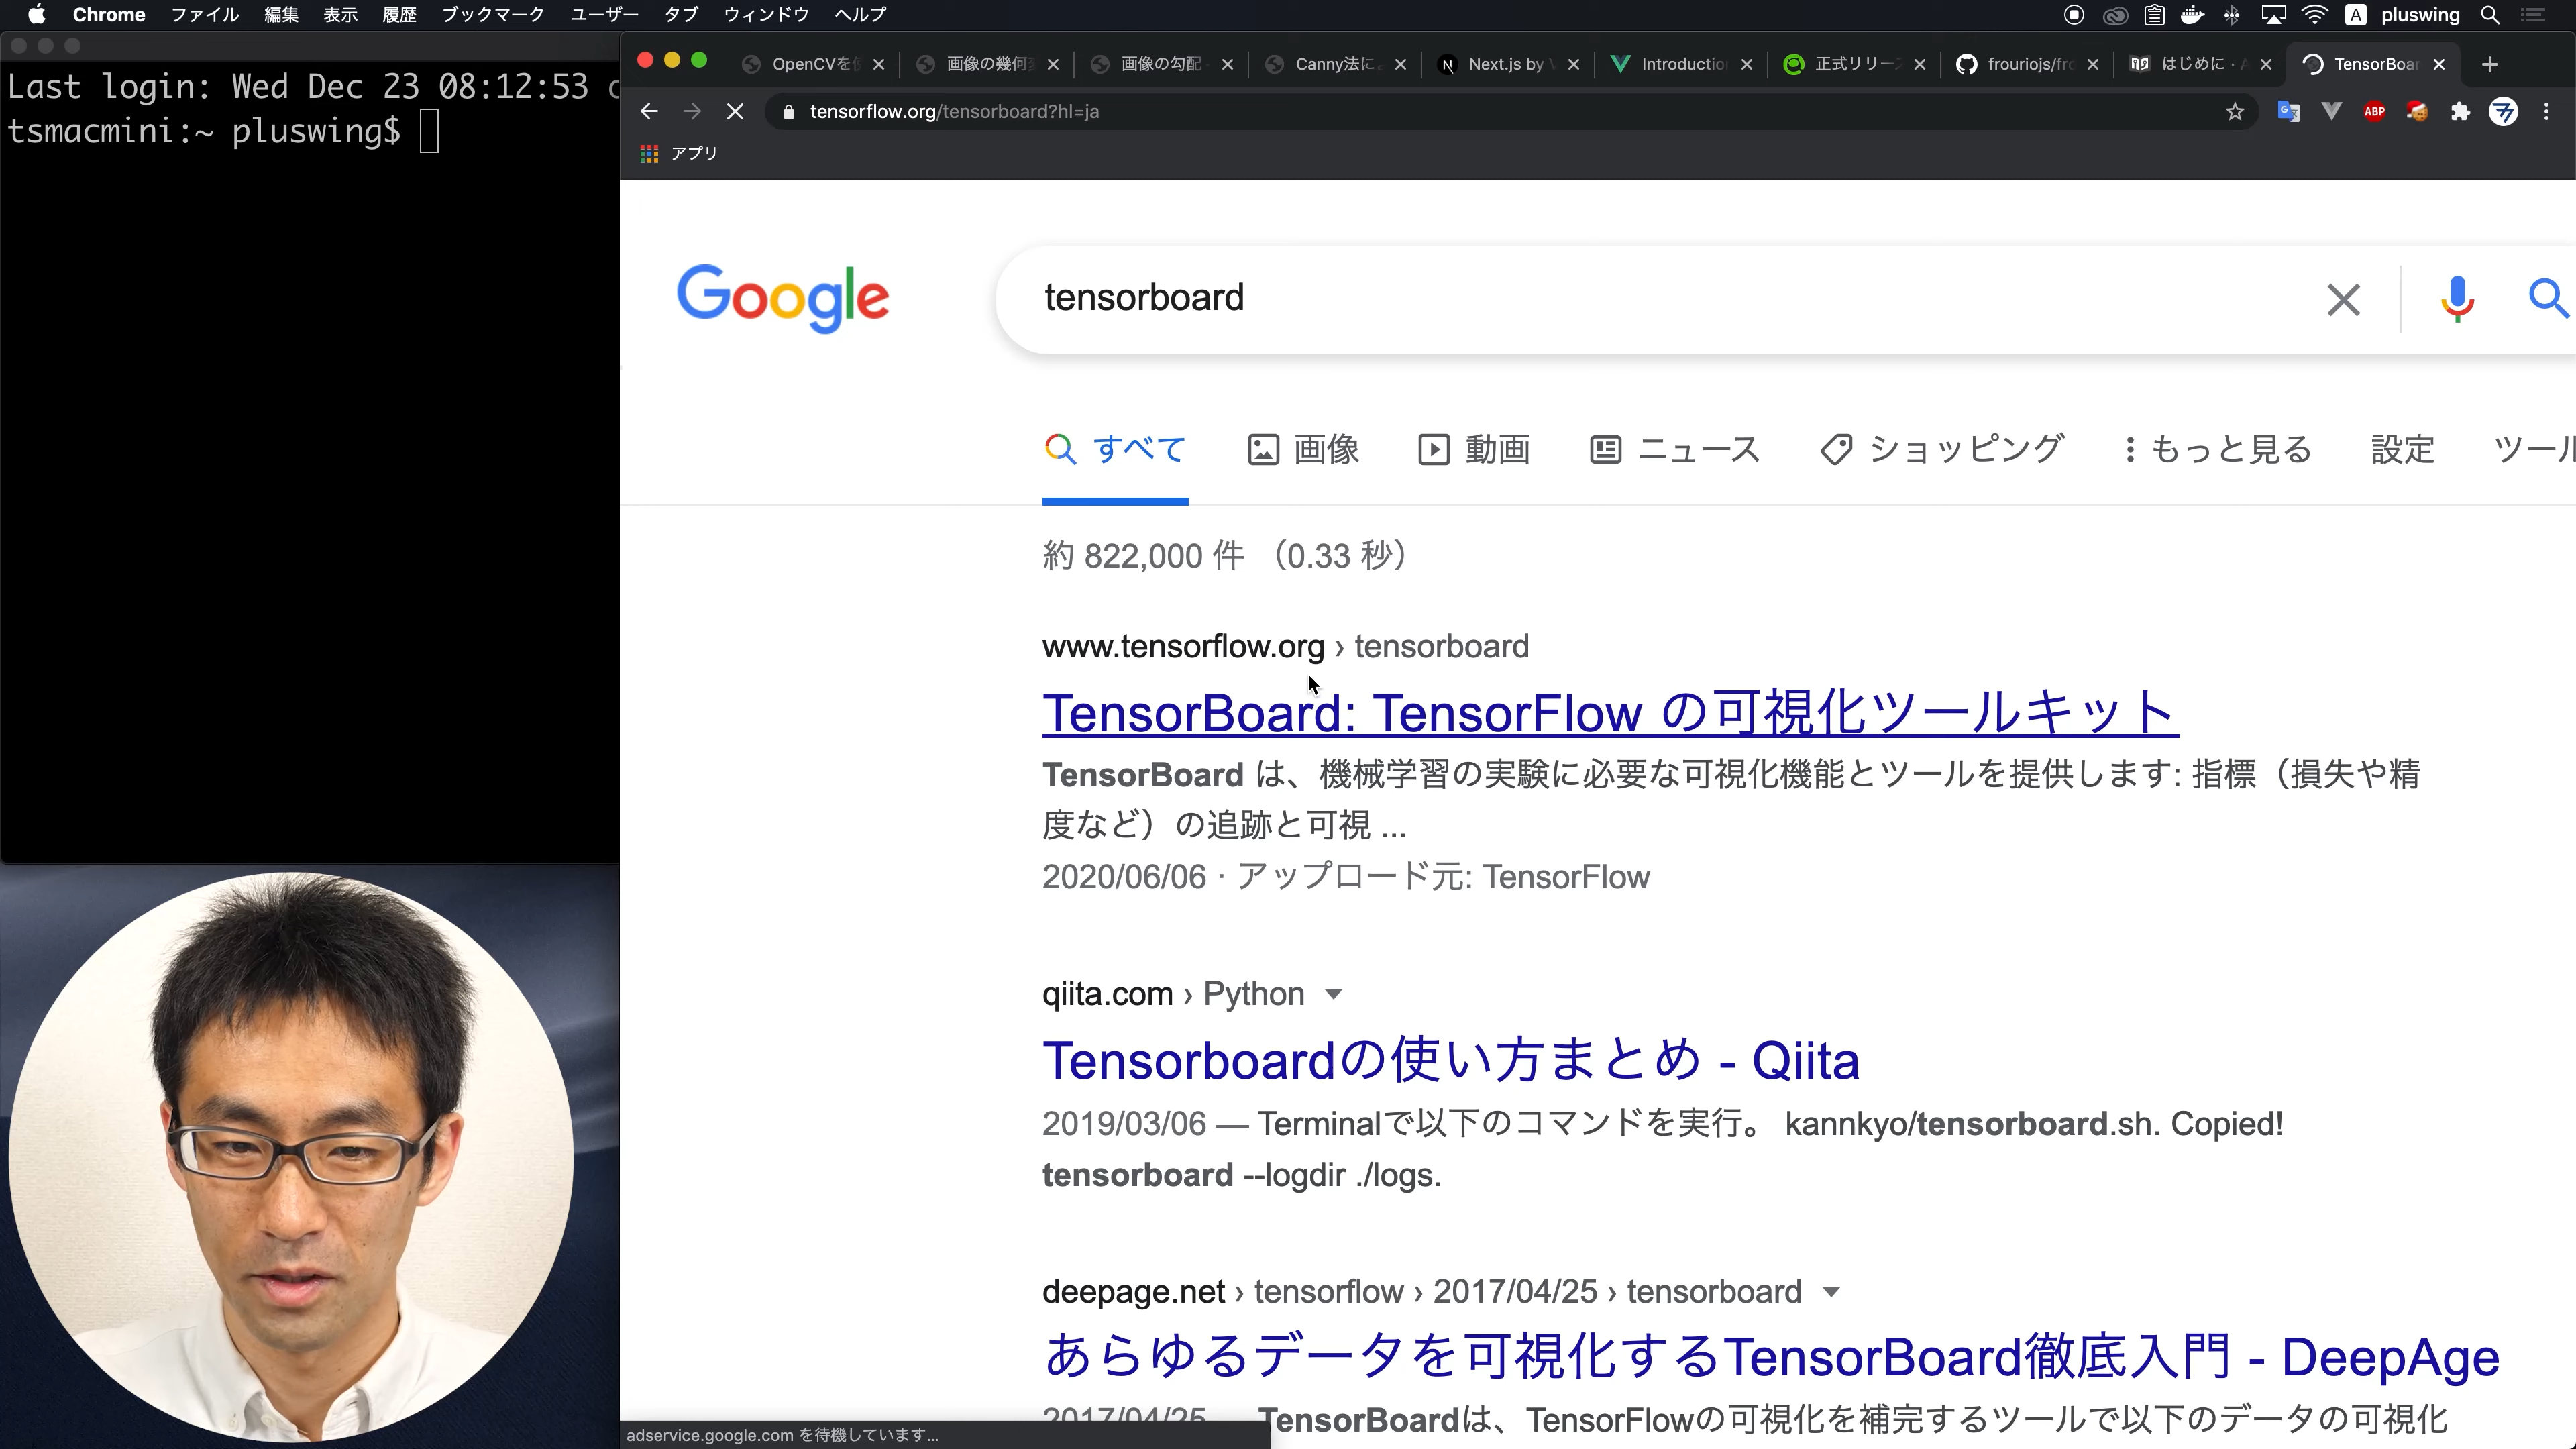 Chrome ファイル 編集 表示 履歴 ブックマーク ユーザー タブ ウィンドウ ヘルプ
A pluswing
Last login: Wed Dec 23 08:12:53
tsmacmini:~ pluswing$
OpenCVを 画像の幾何 画像の勾配 Canny法に Next.js by Introductio 正式リリー frouriojs/fro はじめに · TensorBoar
tensorflow.org/tensorboard?hl=ja
ABP
アプリ
Google
tensorboard
すべて 画像 動画 ニュース ショッピング もっと見る 設定 ツール
約 822,000 件 （0.33 秒）
www.tensorflow.org › tensorboard
TensorBoard: TensorFlow の可視化ツールキット
TensorBoard は、機械学習の実験に必要な可視化機能とツールを提供します: 指標（損失や精
度など）の追跡と可視 ...
2020/06/06 · アップロード元: TensorFlow
qiita.com › Python
Tensorboardの使い方まとめ - Qiita
2019/03/06 — Terminalで以下のコマンドを実行。 kannkyo/tensorboard.sh. Copied!
tensorboard --logdir ./logs.
deepage.net › tensorflow › 2017/04/25 › tensorboard
あらゆるデータを可視化するTensorBoard徹底入門 - DeepAge
2017/04/25 TensorBoardは、TensorFlowの可視化を補完するツールで以下のデータの可視化
adservice.google.com を待機しています...